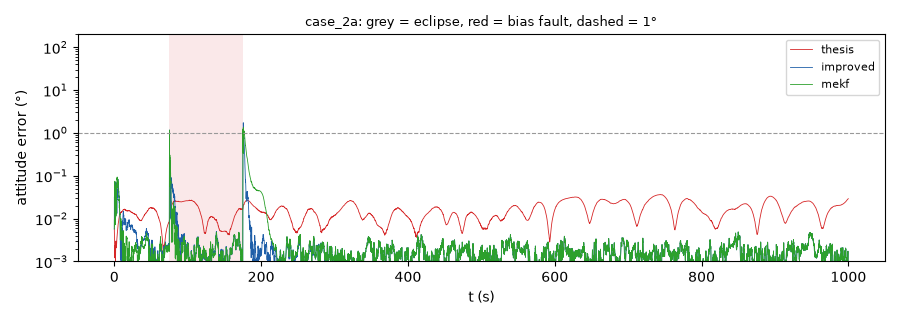 case_2a: grey = eclipse, red = bias fault, dashed = 1°
attitude error (°)
10²
10¹
10⁰
10⁻¹
10⁻²
10⁻³
thesis
improved
mekf
0 200 400 600 800 1000
t (s)